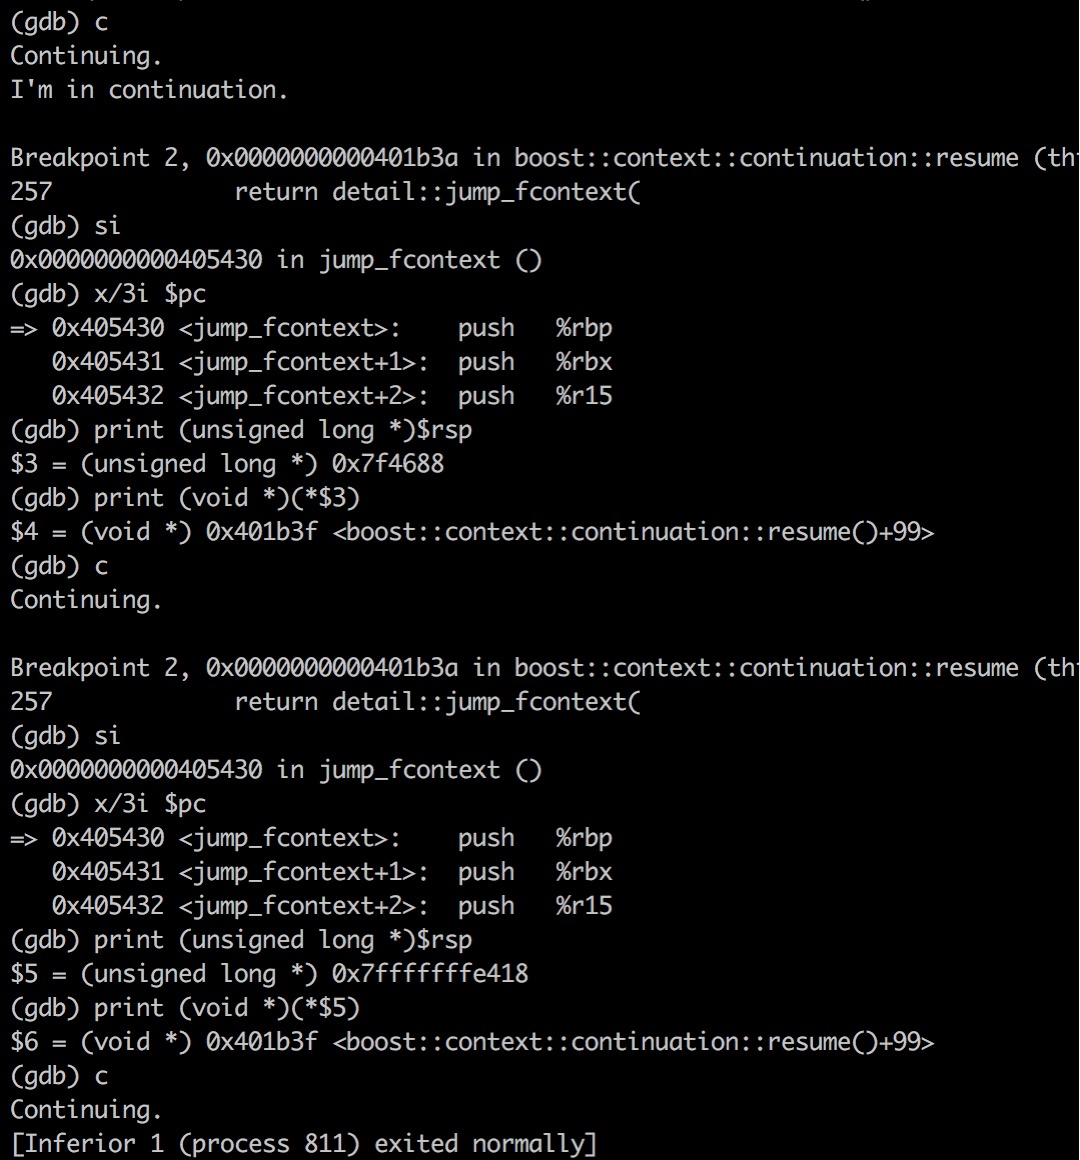 (gdb) c
Continuing.
I'm in continuation.
Breakpoint 2, 0x0000000000401b3a in boost::context::continuation::resume (thi
257             return detail::jump_fcontext(
(gdb) si
0x0000000000405430 in jump_fcontext ()
(gdb) x/3i $pc
=> 0x405430 <jump_fcontext>:    push   %rbp
   0x405431 <jump_fcontext+1>:  push   %rbx
   0x405432 <jump_fcontext+2>:  push   %r15
(gdb) print (unsigned long *)$rsp
$3 = (unsigned long *) 0x7f4688
(gdb) print (void *)(*$3)
$4 = (void *) 0x401b3f <boost::context::continuation::resume()+99>
(gdb) c
Continuing.
Breakpoint 2, 0x0000000000401b3a in boost::context::continuation::resume (thi
257             return detail::jump_fcontext(
(gdb) si
0x0000000000405430 in jump_fcontext ()
(gdb) x/3i $pc
=> 0x405430 <jump_fcontext>:    push   %rbp
   0x405431 <jump_fcontext+1>:  push   %rbx
   0x405432 <jump_fcontext+2>:  push   %r15
(gdb) print (unsigned long *)$rsp
$5 = (unsigned long *) 0x7fffffffe418
(gdb) print (void *)(*$5)
$6 = (void *) 0x401b3f <boost::context::continuation::resume()+99>
(gdb) c
Continuing.
[Inferior 1 (process 811) exited normally]